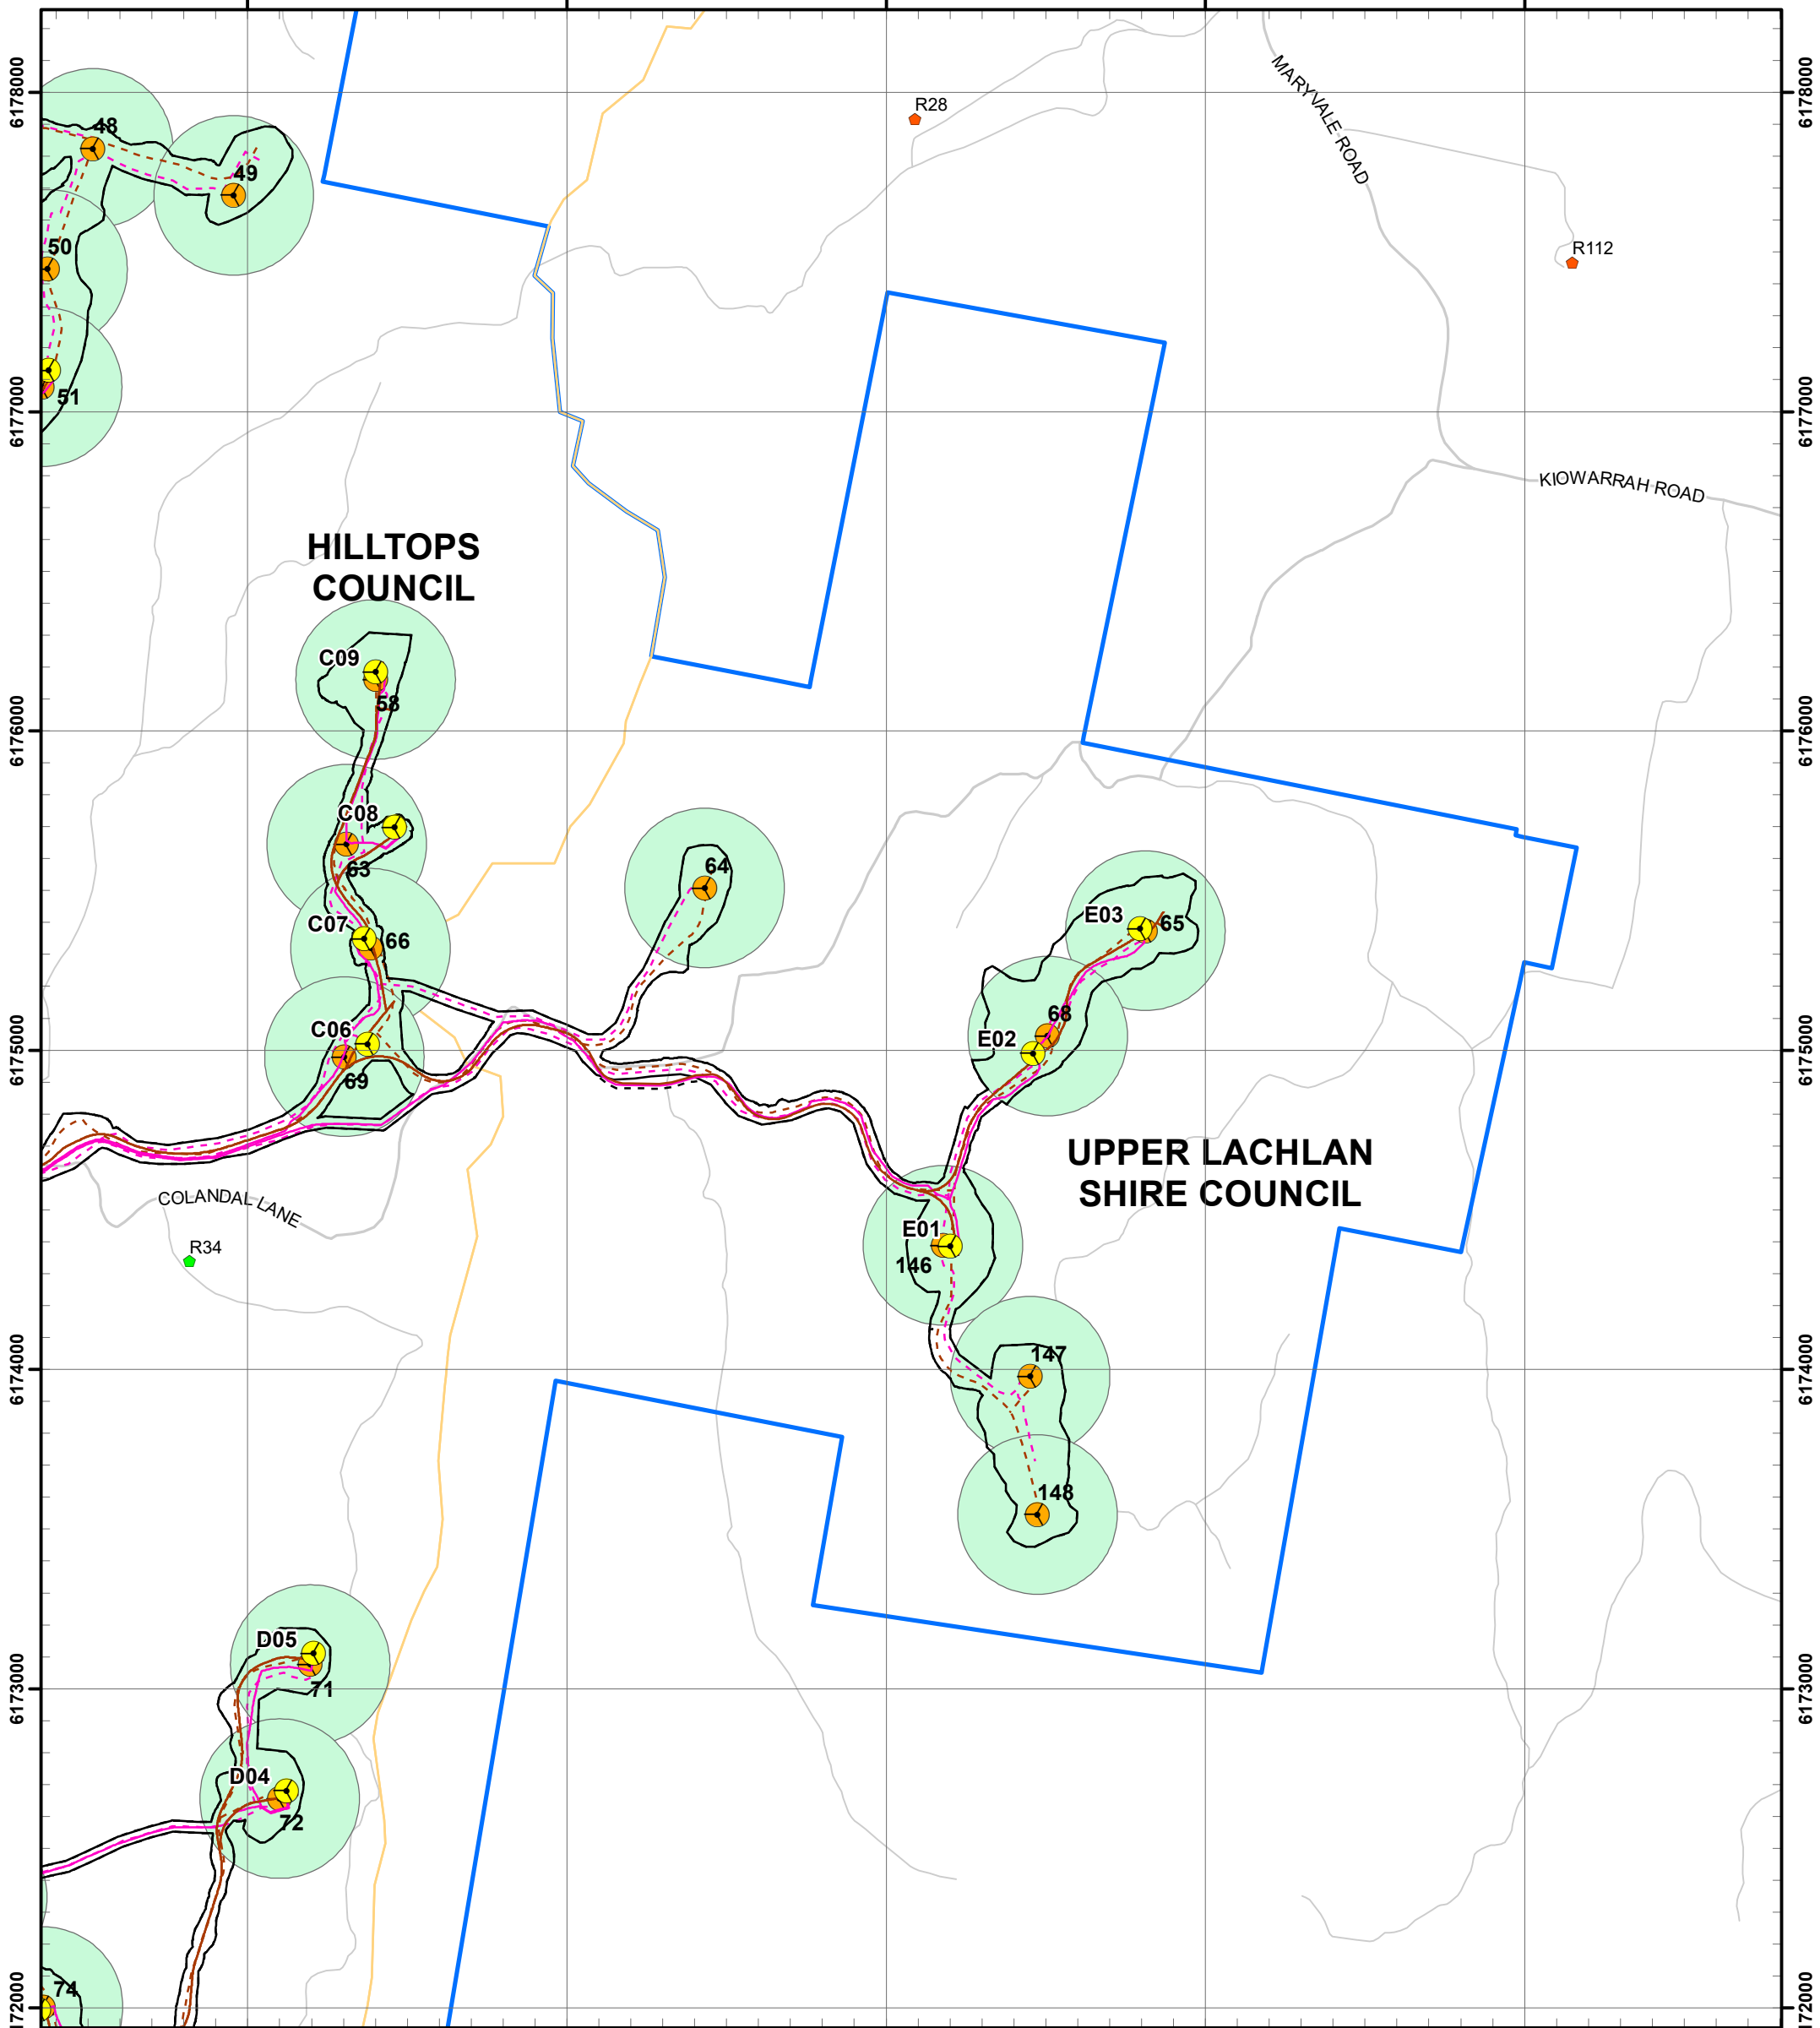 6178000
6178000
MARYVALE ROAD
R28
48
49
50
R112
51
6177000
6177000
KIOWARRAH ROAD
HILLTOPS
COUNCIL
C09
58
6176000
6176000
C08
63
64
C07
66
E03
65
C06
69
68
E02
6175000
6175000
UPPER LACHLAN
SHIRE COUNCIL
COLANDAL LANE
R34
E01
146
147
6174000
6174000
148
D05
71
6173000
6173000
D04
72
74
172000
172000